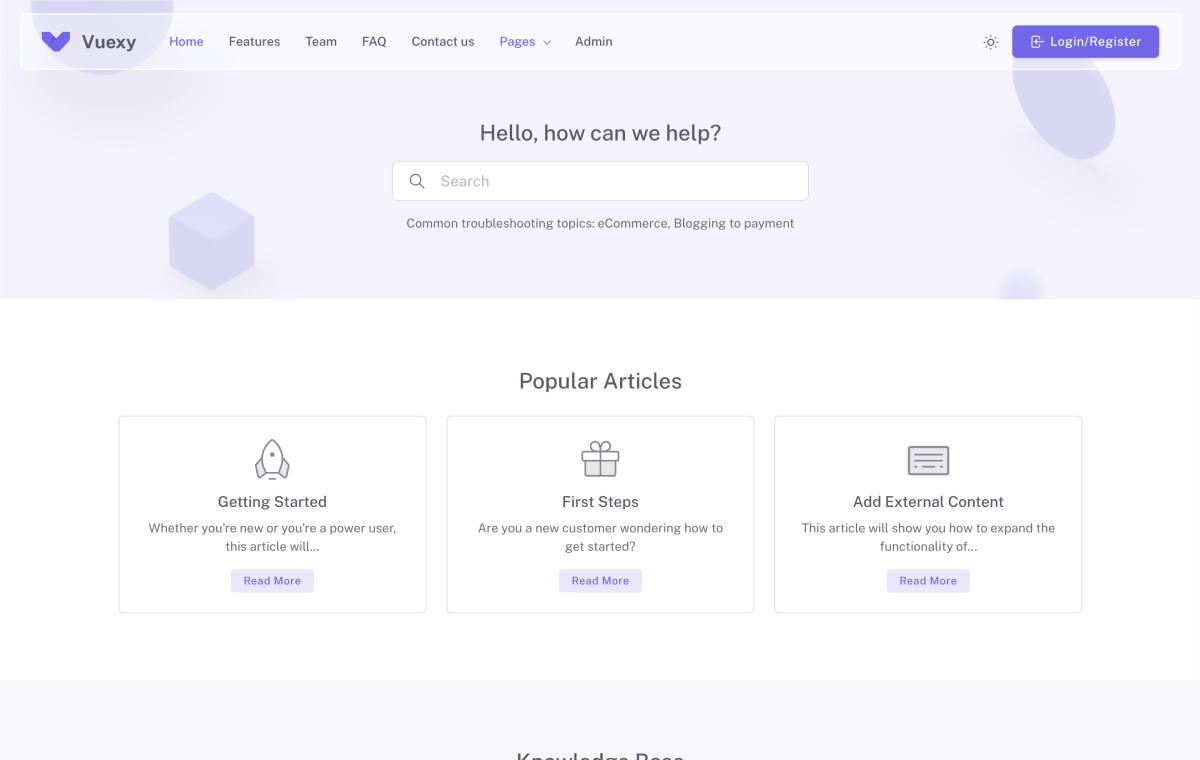 Vuexy Home Features Team FAQ Contact us Pages Admin Login/Register
Hello, how can we help?
Search
Common troubleshooting topics: eCommerce, Blogging to payment
Popular Articles
Getting Started
Whether you're new or you're a power user,
this article will...
Read More
First Steps
Are you a new customer wondering how to
get started?
Read More
Add External Content
This article will show you how to expand the
functionality of...
Read More
Knowledge Base